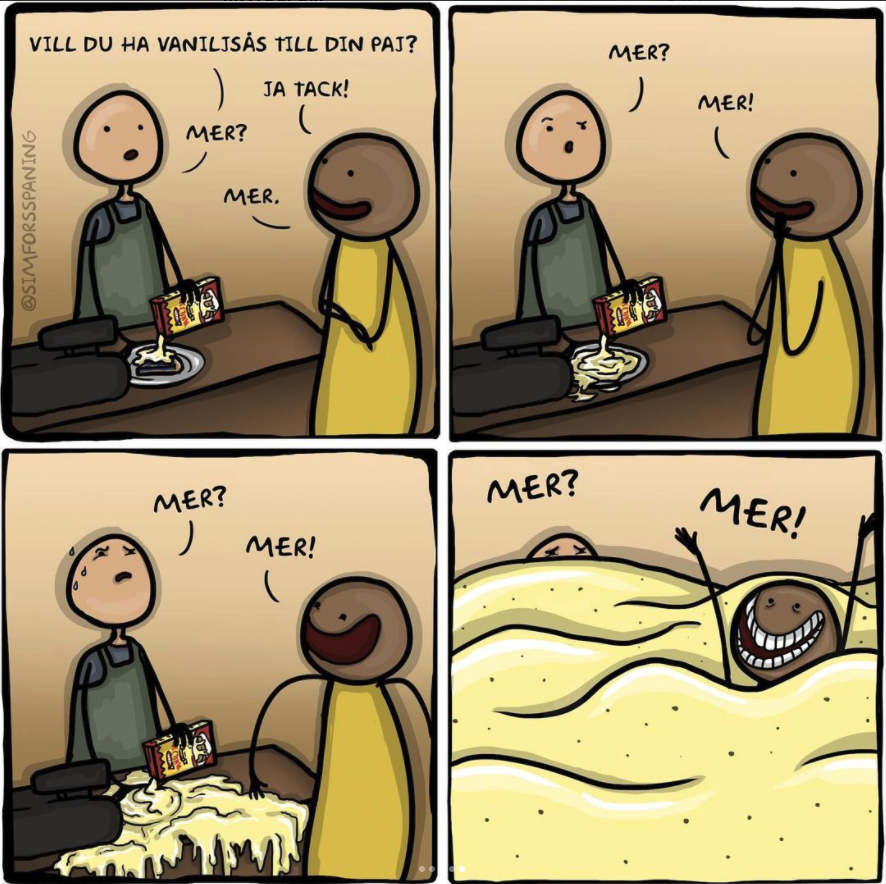 VILL DU HA VANILJSÅS TILL DIN PAJ?
JA TACK!
MER?
MER.
@SIMFORSSPANING
MER?
MER!
MER?
MER!
MER?
MER!